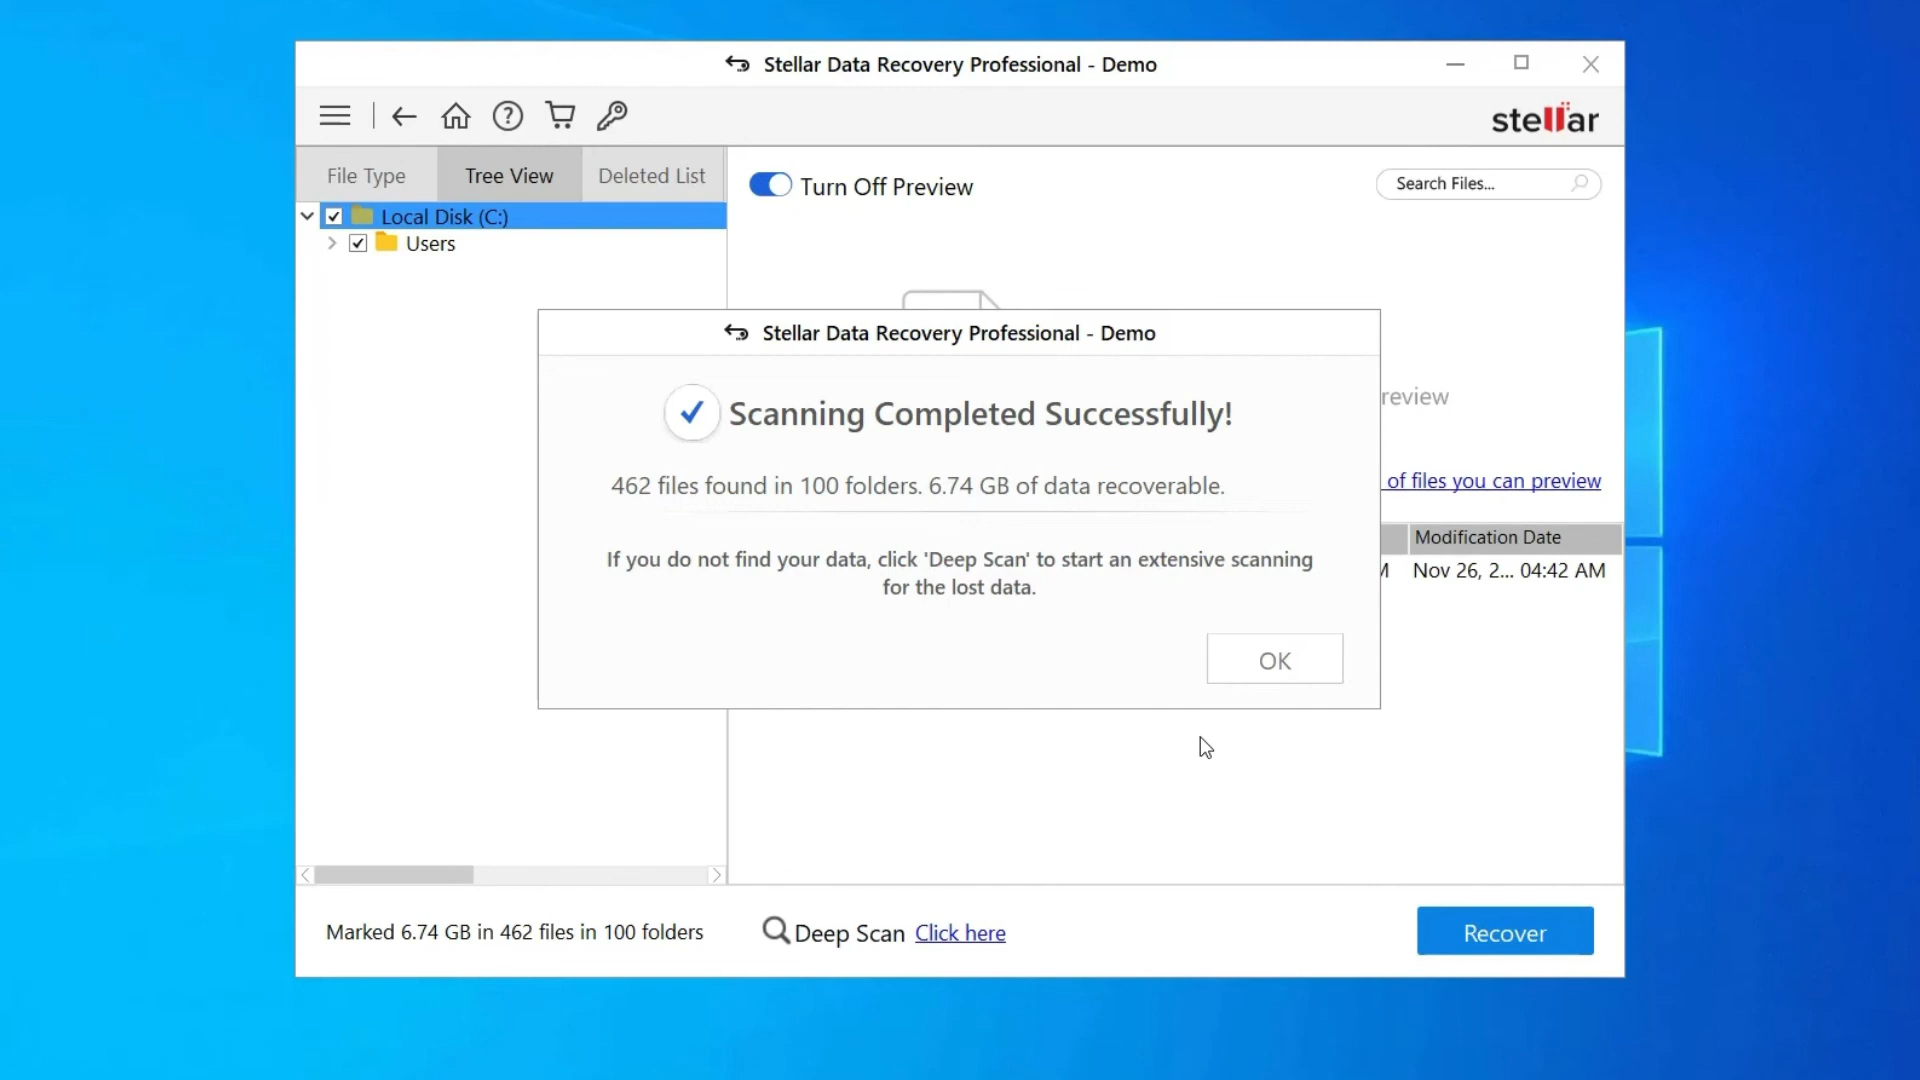 Stellar Data Recovery Professional - Demo
stellar
File Type
Tree View
Deleted List
Turn Off Preview
Search Files...
Local Disk (C:)
Users
Stellar Data Recovery Professional - Demo
Scanning Completed Successfully!
462 files found in 100 folders. 6.74 GB of data recoverable.
If you do not find your data, click 'Deep Scan' to start an extensive scanning
for the lost data.
OK
review
of files you can preview
Modification Date
M Nov 26, 2... 04:42 AM
Marked 6.74 GB in 462 files in 100 folders
Deep Scan Click here
Recover